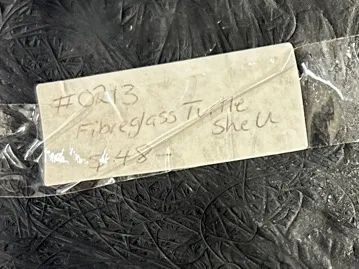 #0213
Fibreglass Turtle
Shell
$48-